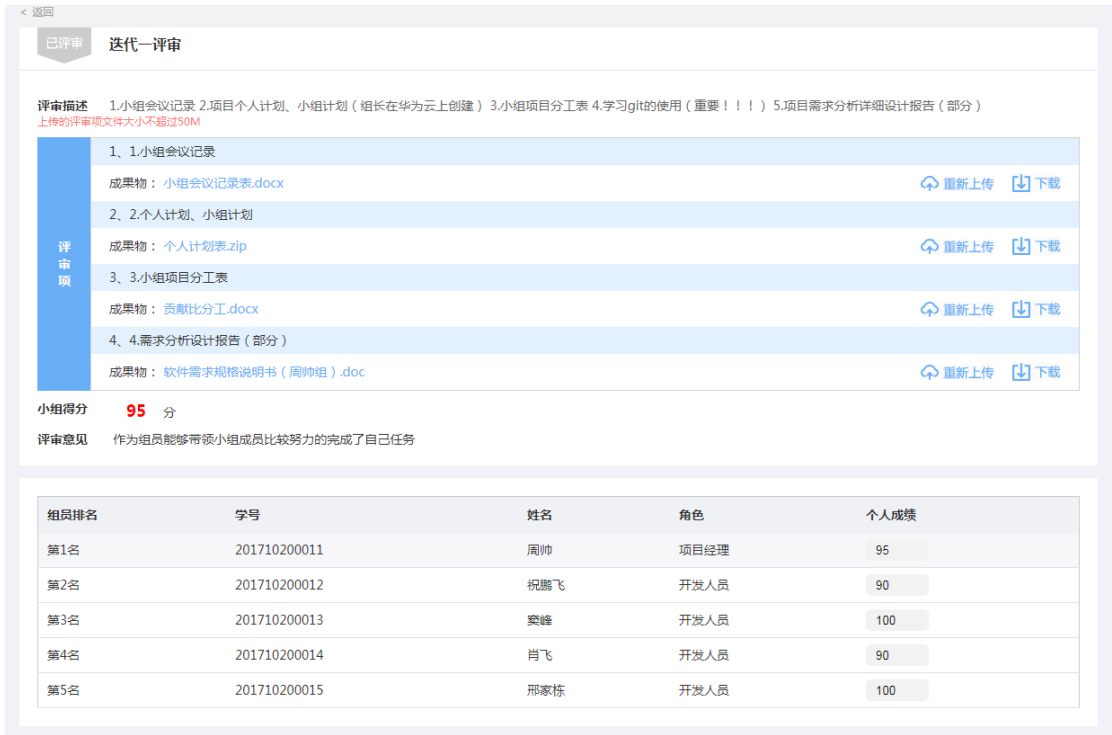 < 返回
已评审 迭代一评审
评审描述 1.小组会议记录 2.项目个人计划、小组计划（组长在华为云上创建） 3.小组项目分工表 4.学习git的使用（重要！！！） 5.项目需求分析详细设计报告（部分）
上传的评审项文件大小不超过50M
评审项
1、1.小组会议记录
成果物： 小组会议记录表.docx 重新上传 下载
2、2.个人计划、小组计划
成果物： 个人计划表.zip 重新上传 下载
3、3.小组项目分工表
成果物： 贡献比分工.docx 重新上传 下载
4、4.需求分析设计报告（部分）
成果物： 软件需求规格说明书（周帅组）.doc 重新上传 下载
小组得分 95 分
评审意见 作为组员能够带领小组成员比较努力的完成了自己任务
组员排名 学号 姓名 角色 个人成绩
第1名 201710200011 周帅 项目经理 95
第2名 201710200012 祝鹏飞 开发人员 90
第3名 201710200013 窦峰 开发人员 100
第4名 201710200014 肖飞 开发人员 90
第5名 201710200015 邢家栋 开发人员 100